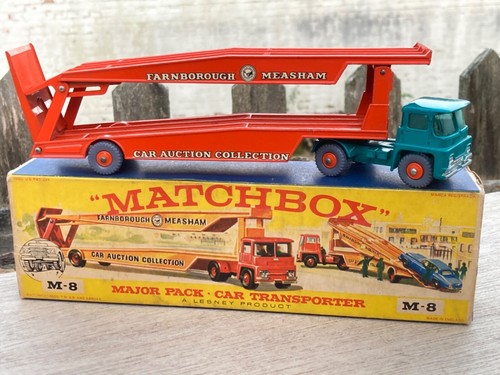 FARNBOROUGH MEASHAM
CAR AUCTION COLLECTION
"MATCHBOX"
FARNBOROUGH MEASHAM
CAR AUCTION COLLECTION
M-8
MAJOR PACK · CAR TRANSPORTER
A LESNEY PRODUCT
M-8